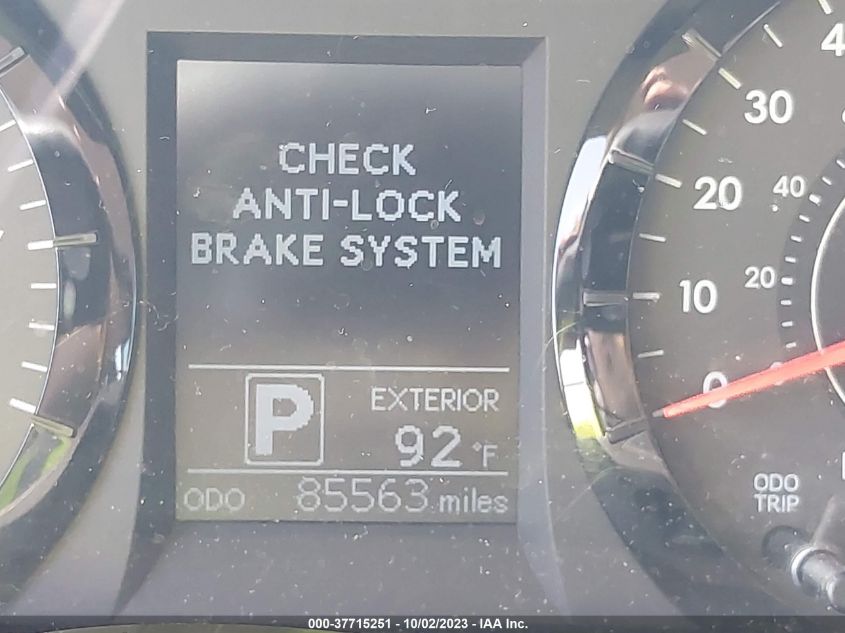 CHECK
ANTI-LOCK
BRAKE SYSTEM
P
EXTERIOR
92 °F
ODO 85563 miles
40
30
20
10
0
40
20
ODO
TRIP
000-37715251 - 10/02/2023 - IAA Inc.